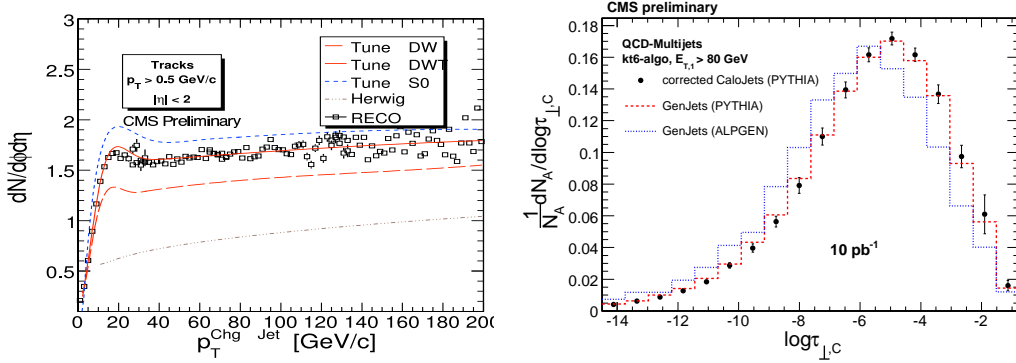 3
2.5
2
1.5
1
0.5
dN/dφdη
Tracks
p_T > 0.5 GeV/c
|η| < 2
CMS Preliminary
Tune DW
Tune DWT
Tune S0
Herwig
RECO
0 20 40 60 80 100 120 140 160 180 200
p_T^Chg Jet [GeV/c]
CMS preliminary
0.18
0.16
0.14
0.12
0.1
0.08
0.06
0.04
0.02
0
1/N_A dN_A/dlogτ_⊥,C
QCD-Multijets
kt6-algo, E_T,1 > 80 GeV
corrected CaloJets (PYTHIA)
GenJets (PYTHIA)
GenJets (ALPGEN)
10 pb⁻¹
-14 -12 -10 -8 -6 -4 -2
logτ_⊥,C